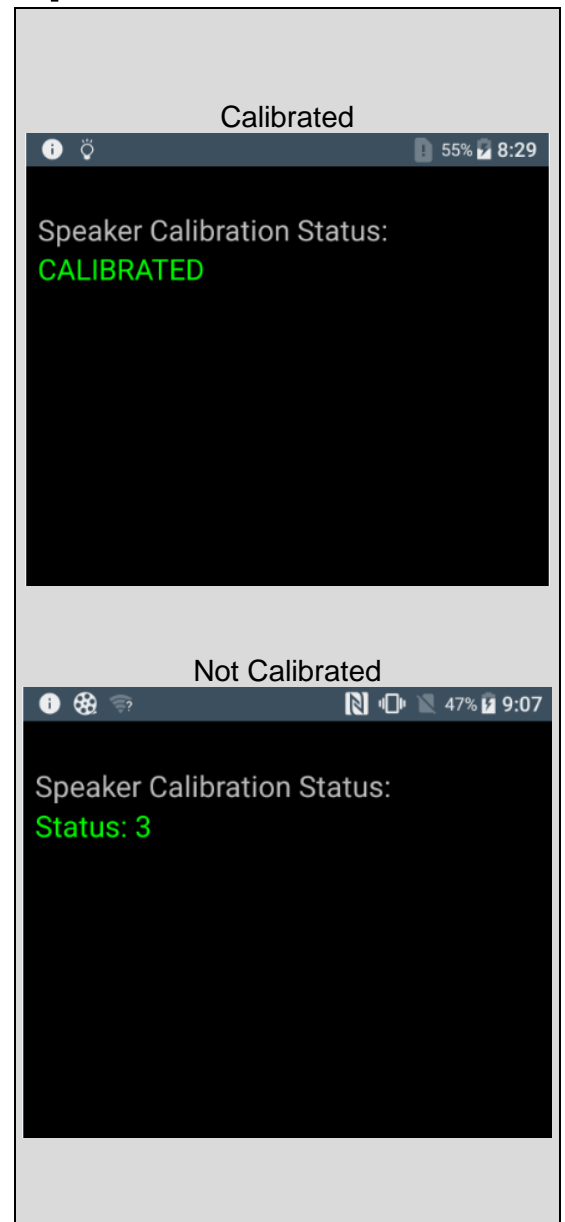 Calibrated
55% 8:29
Speaker Calibration Status:
CALIBRATED
Not Calibrated
47% 9:07
Speaker Calibration Status:
Status: 3